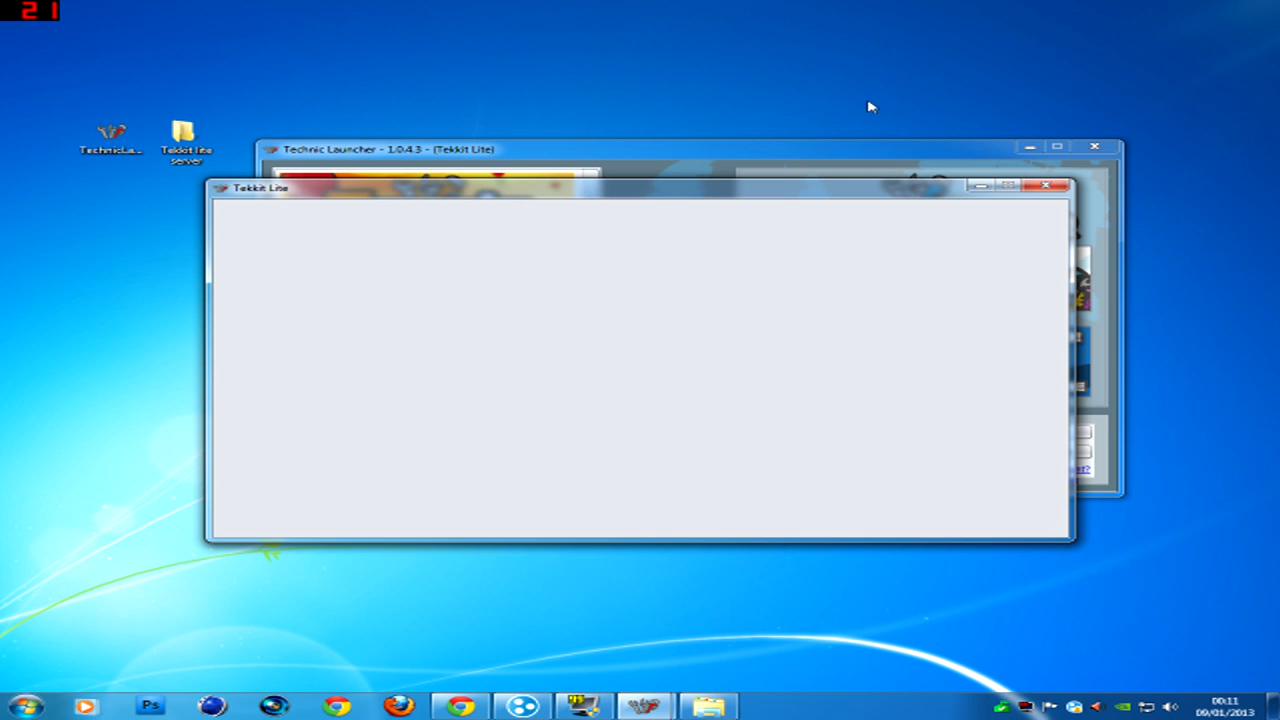 21
TechnicLa...
Tekkit lite
server
Technic Launcher - 1.0.4.3 - (Tekkit Lite)
Tekkit Lite
Ps
00:11
09/01/2013